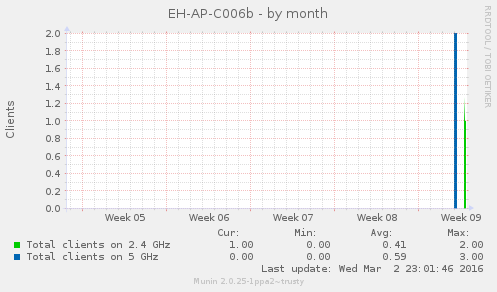 EH-AP-C006b - by month
RRDTOOL / TOBI OETIKER
Clients
2.0
1.8
1.6
1.4
1.2
1.0
0.8
0.6
0.4
0.2
0.0
Week 05 Week 06 Week 07 Week 08 Week 09
Cur: Min: Avg: Max:
Total clients on 2.4 GHz 1.00 0.00 0.41 2.00
Total clients on 5 GHz 0.00 0.00 0.59 3.00
Last update: Wed Mar 2 23:01:46 2016
Munin 2.0.25-1ppa2~trusty